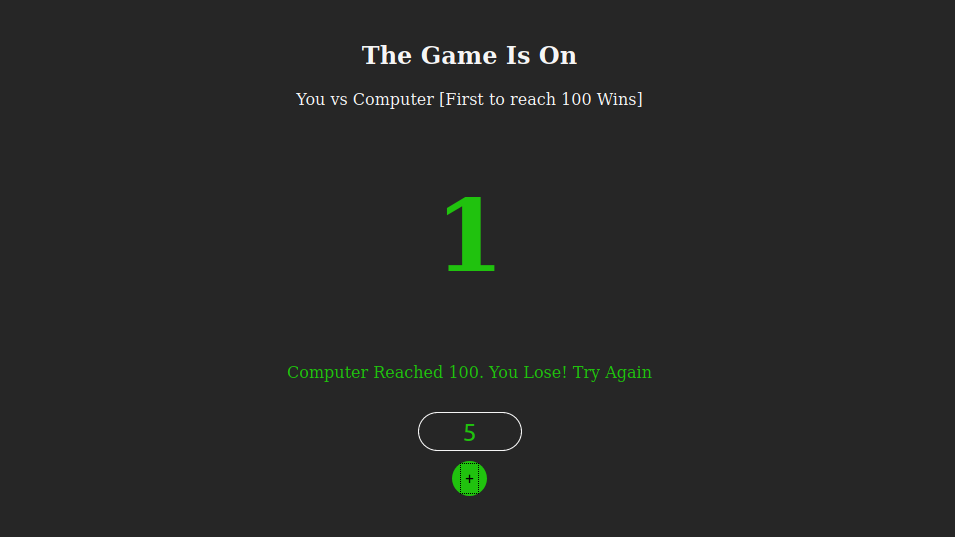 The Game Is On
You vs Computer [First to reach 100 Wins]
1
Computer Reached 100. You Lose! Try Again
5
+